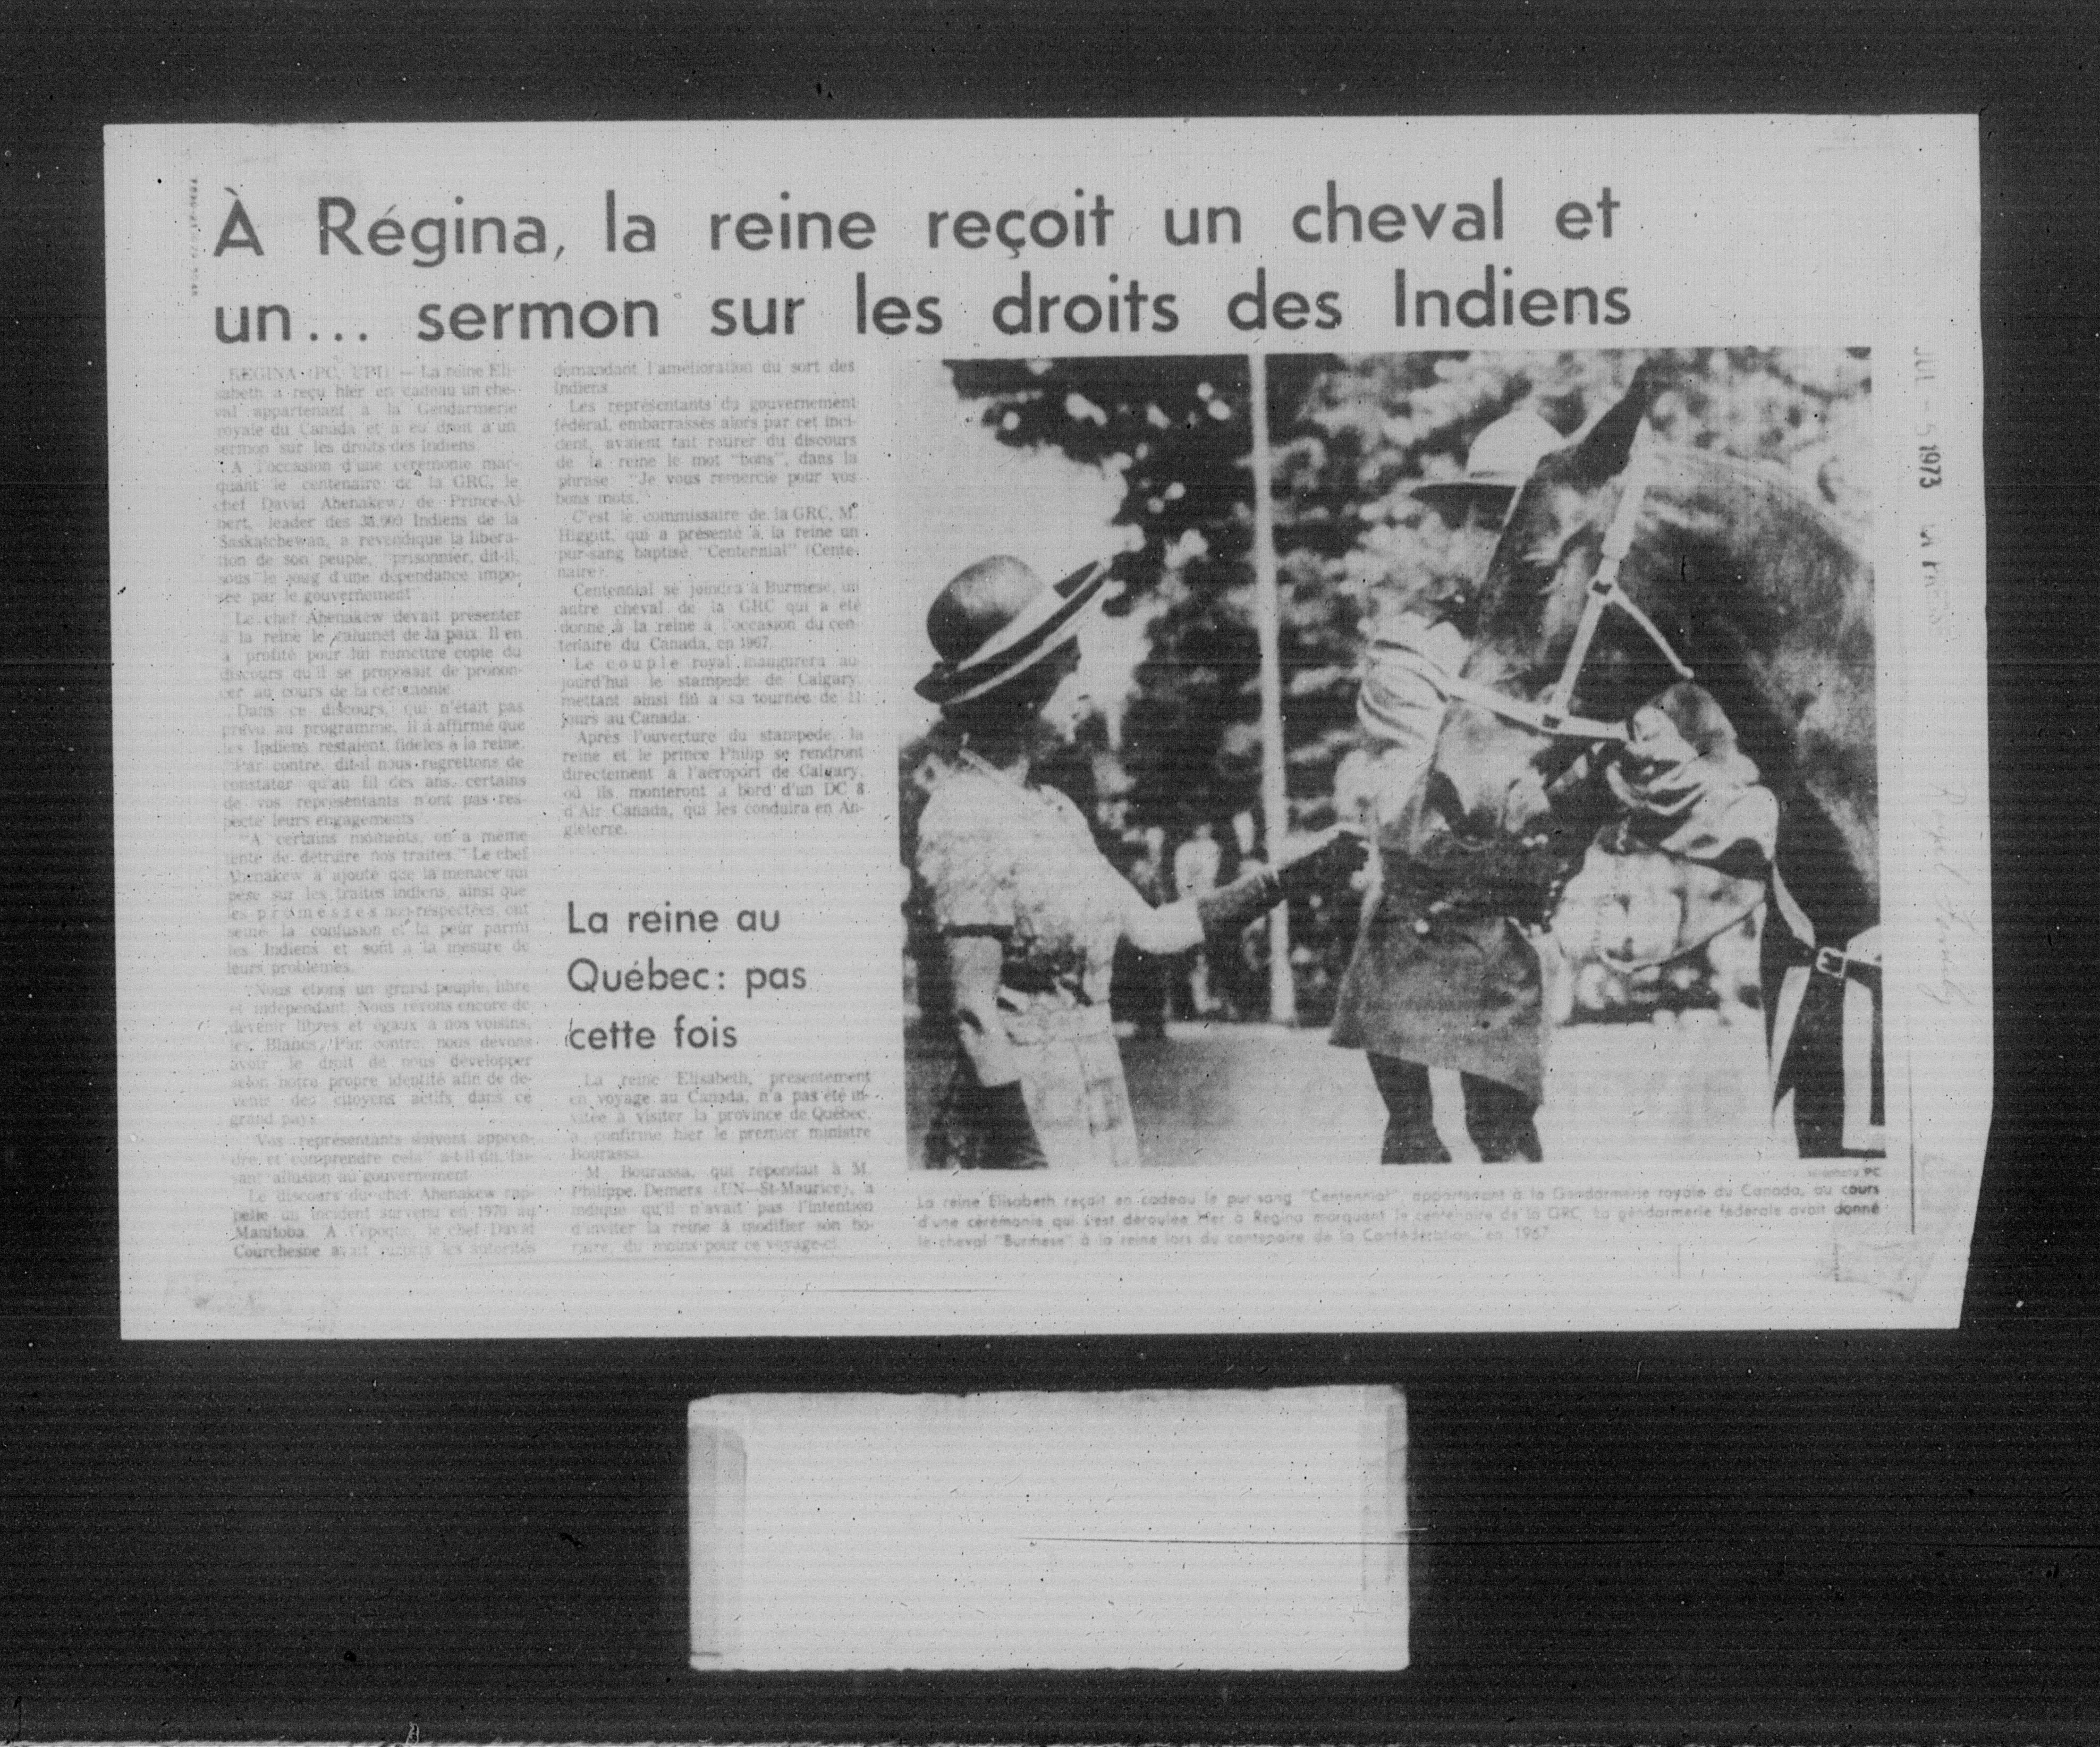 À Régina, la reine reçoit un cheval et
un... sermon sur les droits des Indiens
REGINA (PC, UPI) — La reine Eli-
sabeth a reçu hier en cadeau un che-
val appartenant à la Gendarmerie
royale du Canada et a eu droit à un
sermon sur les droits des Indiens.
A l'occasion d'une cérémonie mar-
quant le centenaire de la GRC, le
chef David Ahenakew, de Prince-Al-
bert, leader des Indiens de la
Saskatchewan, a revendiqué la libéra-
tion de son peuple, "prisonnier, dit-il,
sous le joug d'une dépendance impo-
sée par le gouvernement".
Le chef Ahenakew devait présenter
à la reine le calumet de la paix. Il en
a profité pour lui remettre copie du
discours qu'il se proposait de pronon-
cer au cours de la cérémonie.
Dans ce discours, qui n'était pas
prévu au programme, il a affirmé que
les Indiens restaient fidèles à la reine.
"Par contre, dit-il nous regrettons de
constater qu'au fil des ans, certains
de vos représentants n'ont pas res-
pecté leurs engagements"
"A certains moments, on a même
tenté de détruire nos traités." Le chef
Ahenakew a ajouté que la menace qui
pèse sur les traités indiens, ainsi que
les promesses non-respectées, ont
semé la confusion et la peur parmi
les Indiens et sont à la mesure de
leurs problèmes.
"Nous étions un grand peuple, libre
et indépendant. Nous rêvons encore de
devenir libres et égaux à nos voisins,
les Blancs. Par contre, nous devons
avoir le droit de nous développer
selon notre propre identité afin de de-
venir des citoyens actifs dans ce
grand pays.
"Vos représentants doivent appren-
dre et comprendre cela" a-t-il dit, fai-
sant allusion au gouvernement.
Le discours du chef Ahenakew rap-
pelle un incident survenu en 1970 au
Manitoba. A l'époque, le chef David
Courchesne avait surpris les autorités
demandant l'amélioration du sort des
Indiens.
Les représentants du gouvernement
fédéral, embarrassés alors par cet inci-
dent, avaient fait retirer du discours
de la reine le mot "bons", dans la
phrase "Je vous remercie pour vos
bons mots."
C'est le commissaire de la GRC, M.
Higgitt, qui a présenté à la reine un
pur-sang baptisé "Centennial" (Cente-
naire).
Centennial se joindra à Burmese, un
autre cheval de la GRC qui a été
donné à la reine à l'occasion du cen-
tenaire du Canada, en 1967.
Le couple royal inaugurera au-
jourd'hui le stampede de Calgary,
mettant ainsi fin à sa tournée de 11
jours au Canada.
Après l'ouverture du stampede, la
reine et le prince Philip se rendront
directement à l'aéroport de Calgary,
où ils monteront à bord d'un DC 8
d'Air Canada, qui les conduira en An-
gleterre.
La reine au
Québec: pas
cette fois
La reine Elisabeth, présentement
en voyage au Canada, n'a pas été in-
vitée à visiter la province de Québec,
a confirmé hier le premier ministre
Bourassa.
M. Bourassa, qui répondait à M.
Philippe Demers (UN—St-Maurice), a
indiqué qu'il n'avait pas l'intention
d'inviter la reine à modifier son ho-
raire, du moins pour ce voyage-ci.
téléphoto PC
La reine Elisabeth reçoit en cadeau le pur-sang "Centennial", appartenant à la Gendarmerie royale du Canada, au cours
d'une cérémonie qui s'est déroulée hier à Regina marquant le centenaire de la GRC. La gendarmerie fédérale avait donné
le cheval "Burmese" à la reine lors du centenaire de la Confédération, en 1967.
JUL - 5 1973 LA PRESSE
Royal Family